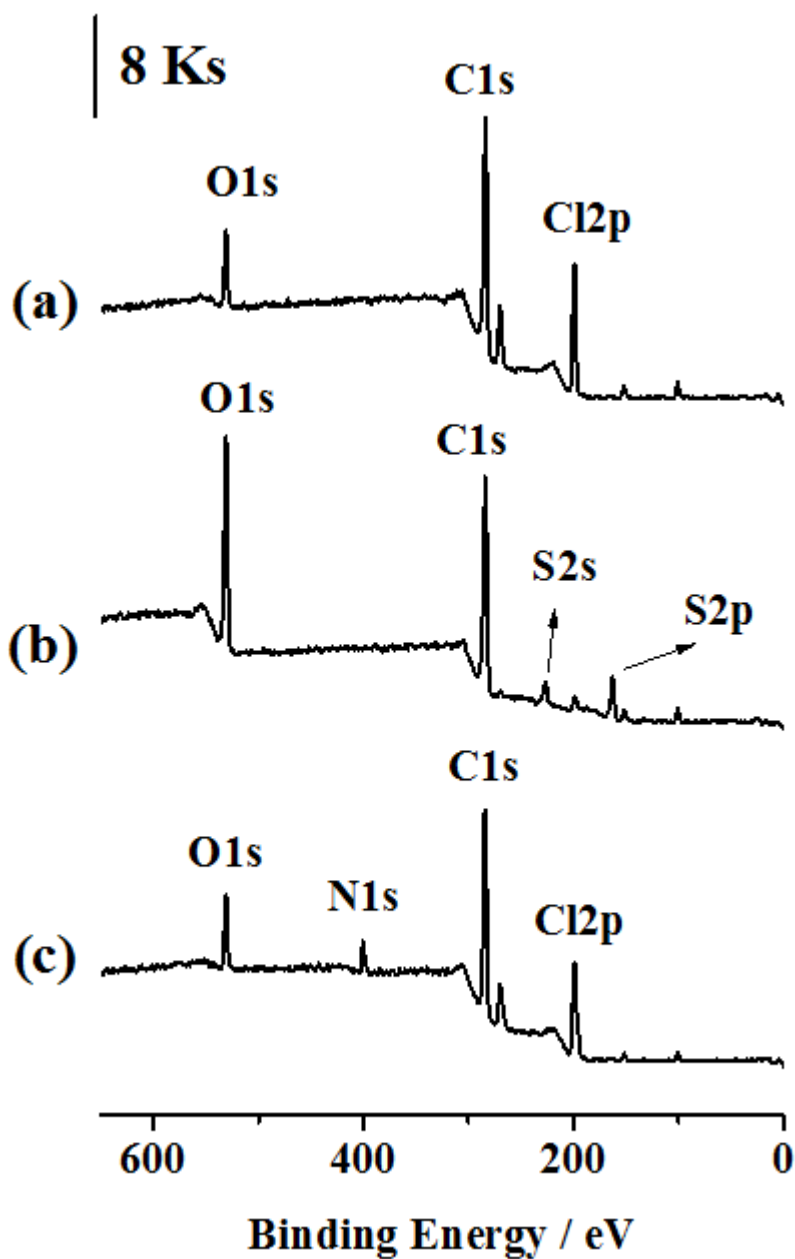 8 Ks
C1s
O1s
Cl2p
(a)
O1s
C1s
S2s
S2p
(b)
C1s
O1s
N1s
Cl2p
(c)
600 400 200 0
Binding Energy / eV